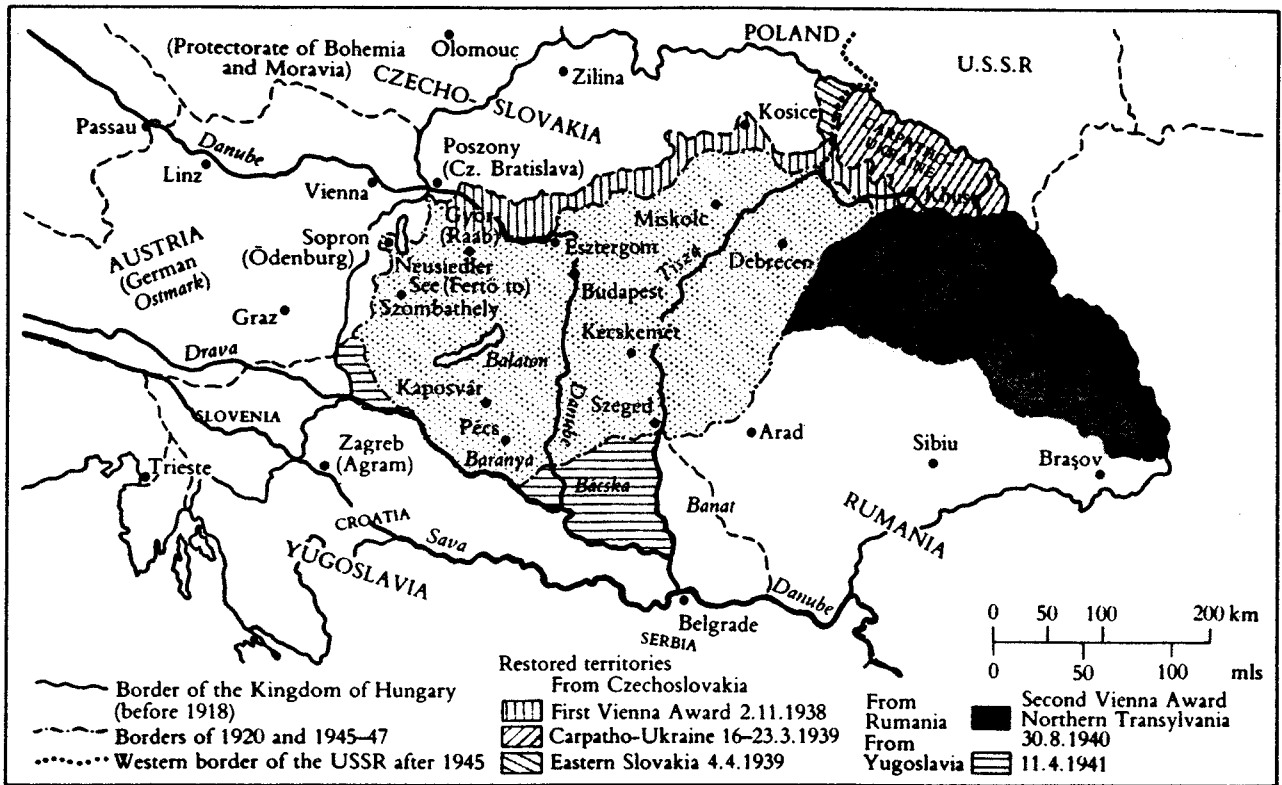 (Protectorate of Bohemia
and Moravia)
Olomouc
CZECHO-SLOVAKIA
Zilina
POLAND
U.S.S.R
Passau
Danube
Linz
Vienna
Poszony
(Cz. Bratislava)
Kosice
CARPATHO-
UKRAINE
Györ
(Raab)
Sopron
(Ödenburg)
Neusiedler
See (Fertö to)
Szombathely
Esztergom
Miskolc
Tisza
Debrecen
Budapest
AUSTRIA
(German
Ostmark)
Graz
Drava
Balaton
Kecskemét
Kaposvár
Danube
Szeged
Pécs
Baranya
SLOVENIA
Zagreb
(Agram)
Trieste
Arad
Sibiu
Braşov
Bácska
Banat
RUMANIA
CROATIA
YUGOSLAVIA
Sava
Danube
Belgrade
SERBIA
0 50 100 200 km
0 50 100 mls
Border of the Kingdom of Hungary
(before 1918)
Borders of 1920 and 1945–47
Western border of the USSR after 1945
Restored territories
From Czechoslovakia
First Vienna Award 2.11.1938
Carpatho-Ukraine 16–23.3.1939
Eastern Slovakia 4.4.1939
From
Rumania
Second Vienna Award
Northern Transylvania
30.8.1940
From
Yugoslavia
11.4.1941